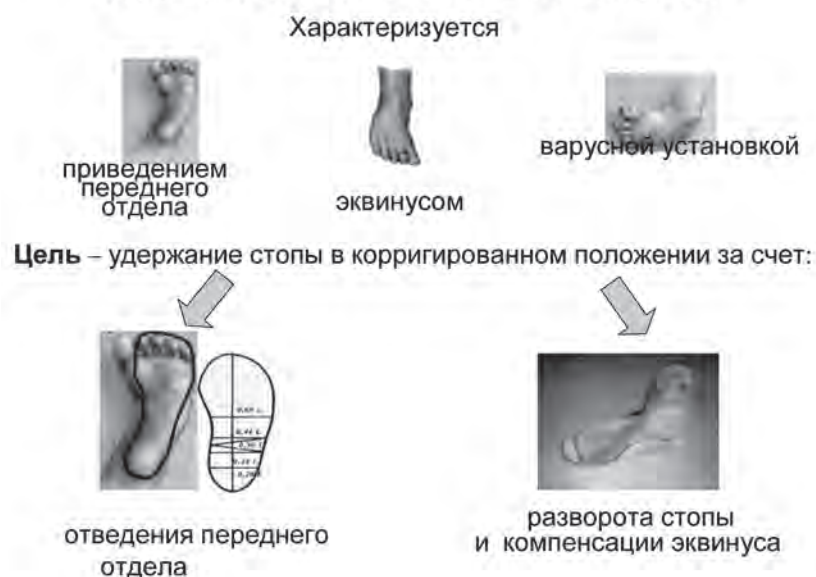 Характеризуется
приведением
переднего
отдела
эквинусом
варусной установкой
Цель – удержание стопы в корригированном положении за счет:
отведения переднего
отдела
разворота стопы
и компенсации эквинуса